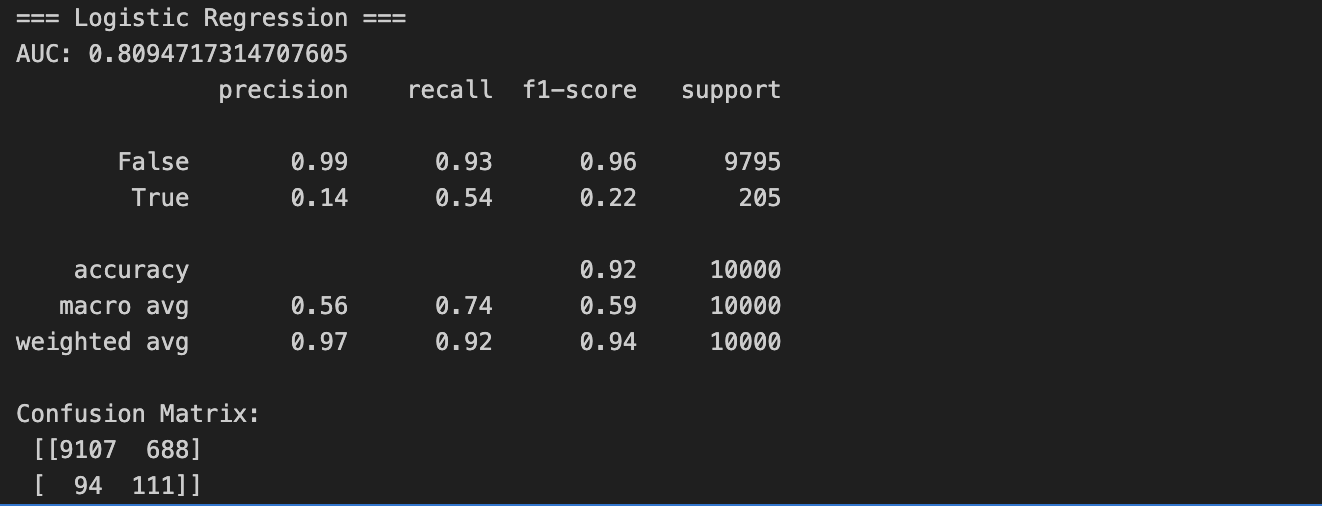 === Logistic Regression ===
AUC: 0.8094717314707605
              precision    recall  f1-score   support

       False       0.99      0.93      0.96      9795
        True       0.14      0.54      0.22       205

    accuracy                           0.92     10000
   macro avg       0.56      0.74      0.59     10000
weighted avg       0.97      0.92      0.94     10000

Confusion Matrix:
 [[9107  688]
 [  94  111]]